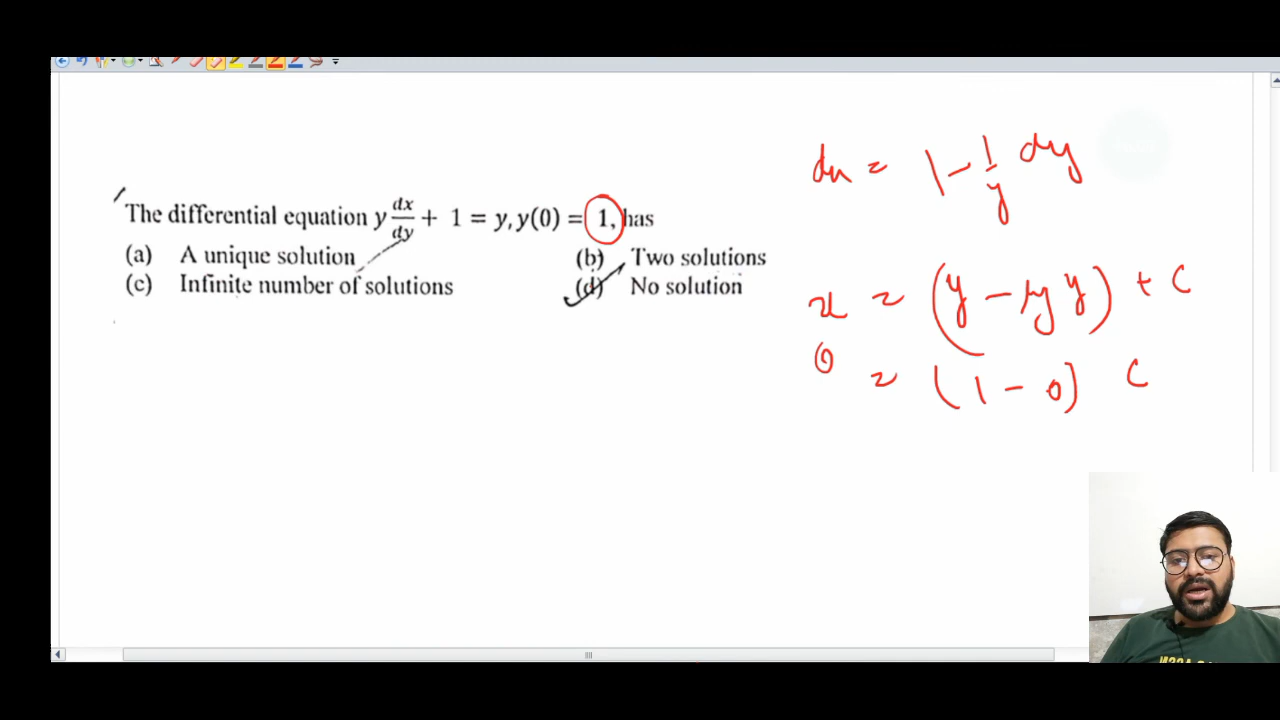 The differential equation y dx/dy + 1 = y, y(0) = 1, has
(a) A unique solution (b) Two solutions
(c) Infinite number of solutions (d) No solution
dx = 1 - 1/y dy
x = (y - log y) + C
0 = (1 - 0) C